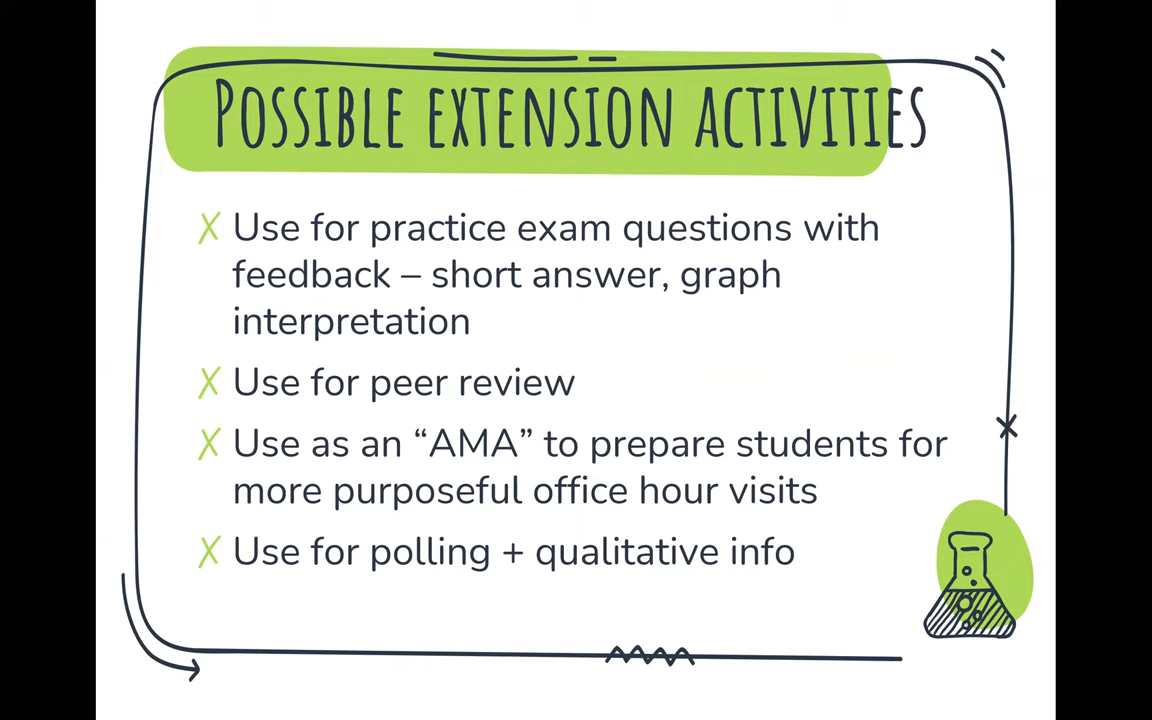 Possible extension activities
Use for practice exam questions with
feedback – short answer, graph
interpretation
Use for peer review
Use as an “AMA” to prepare students for
more purposeful office hour visits
Use for polling + qualitative info